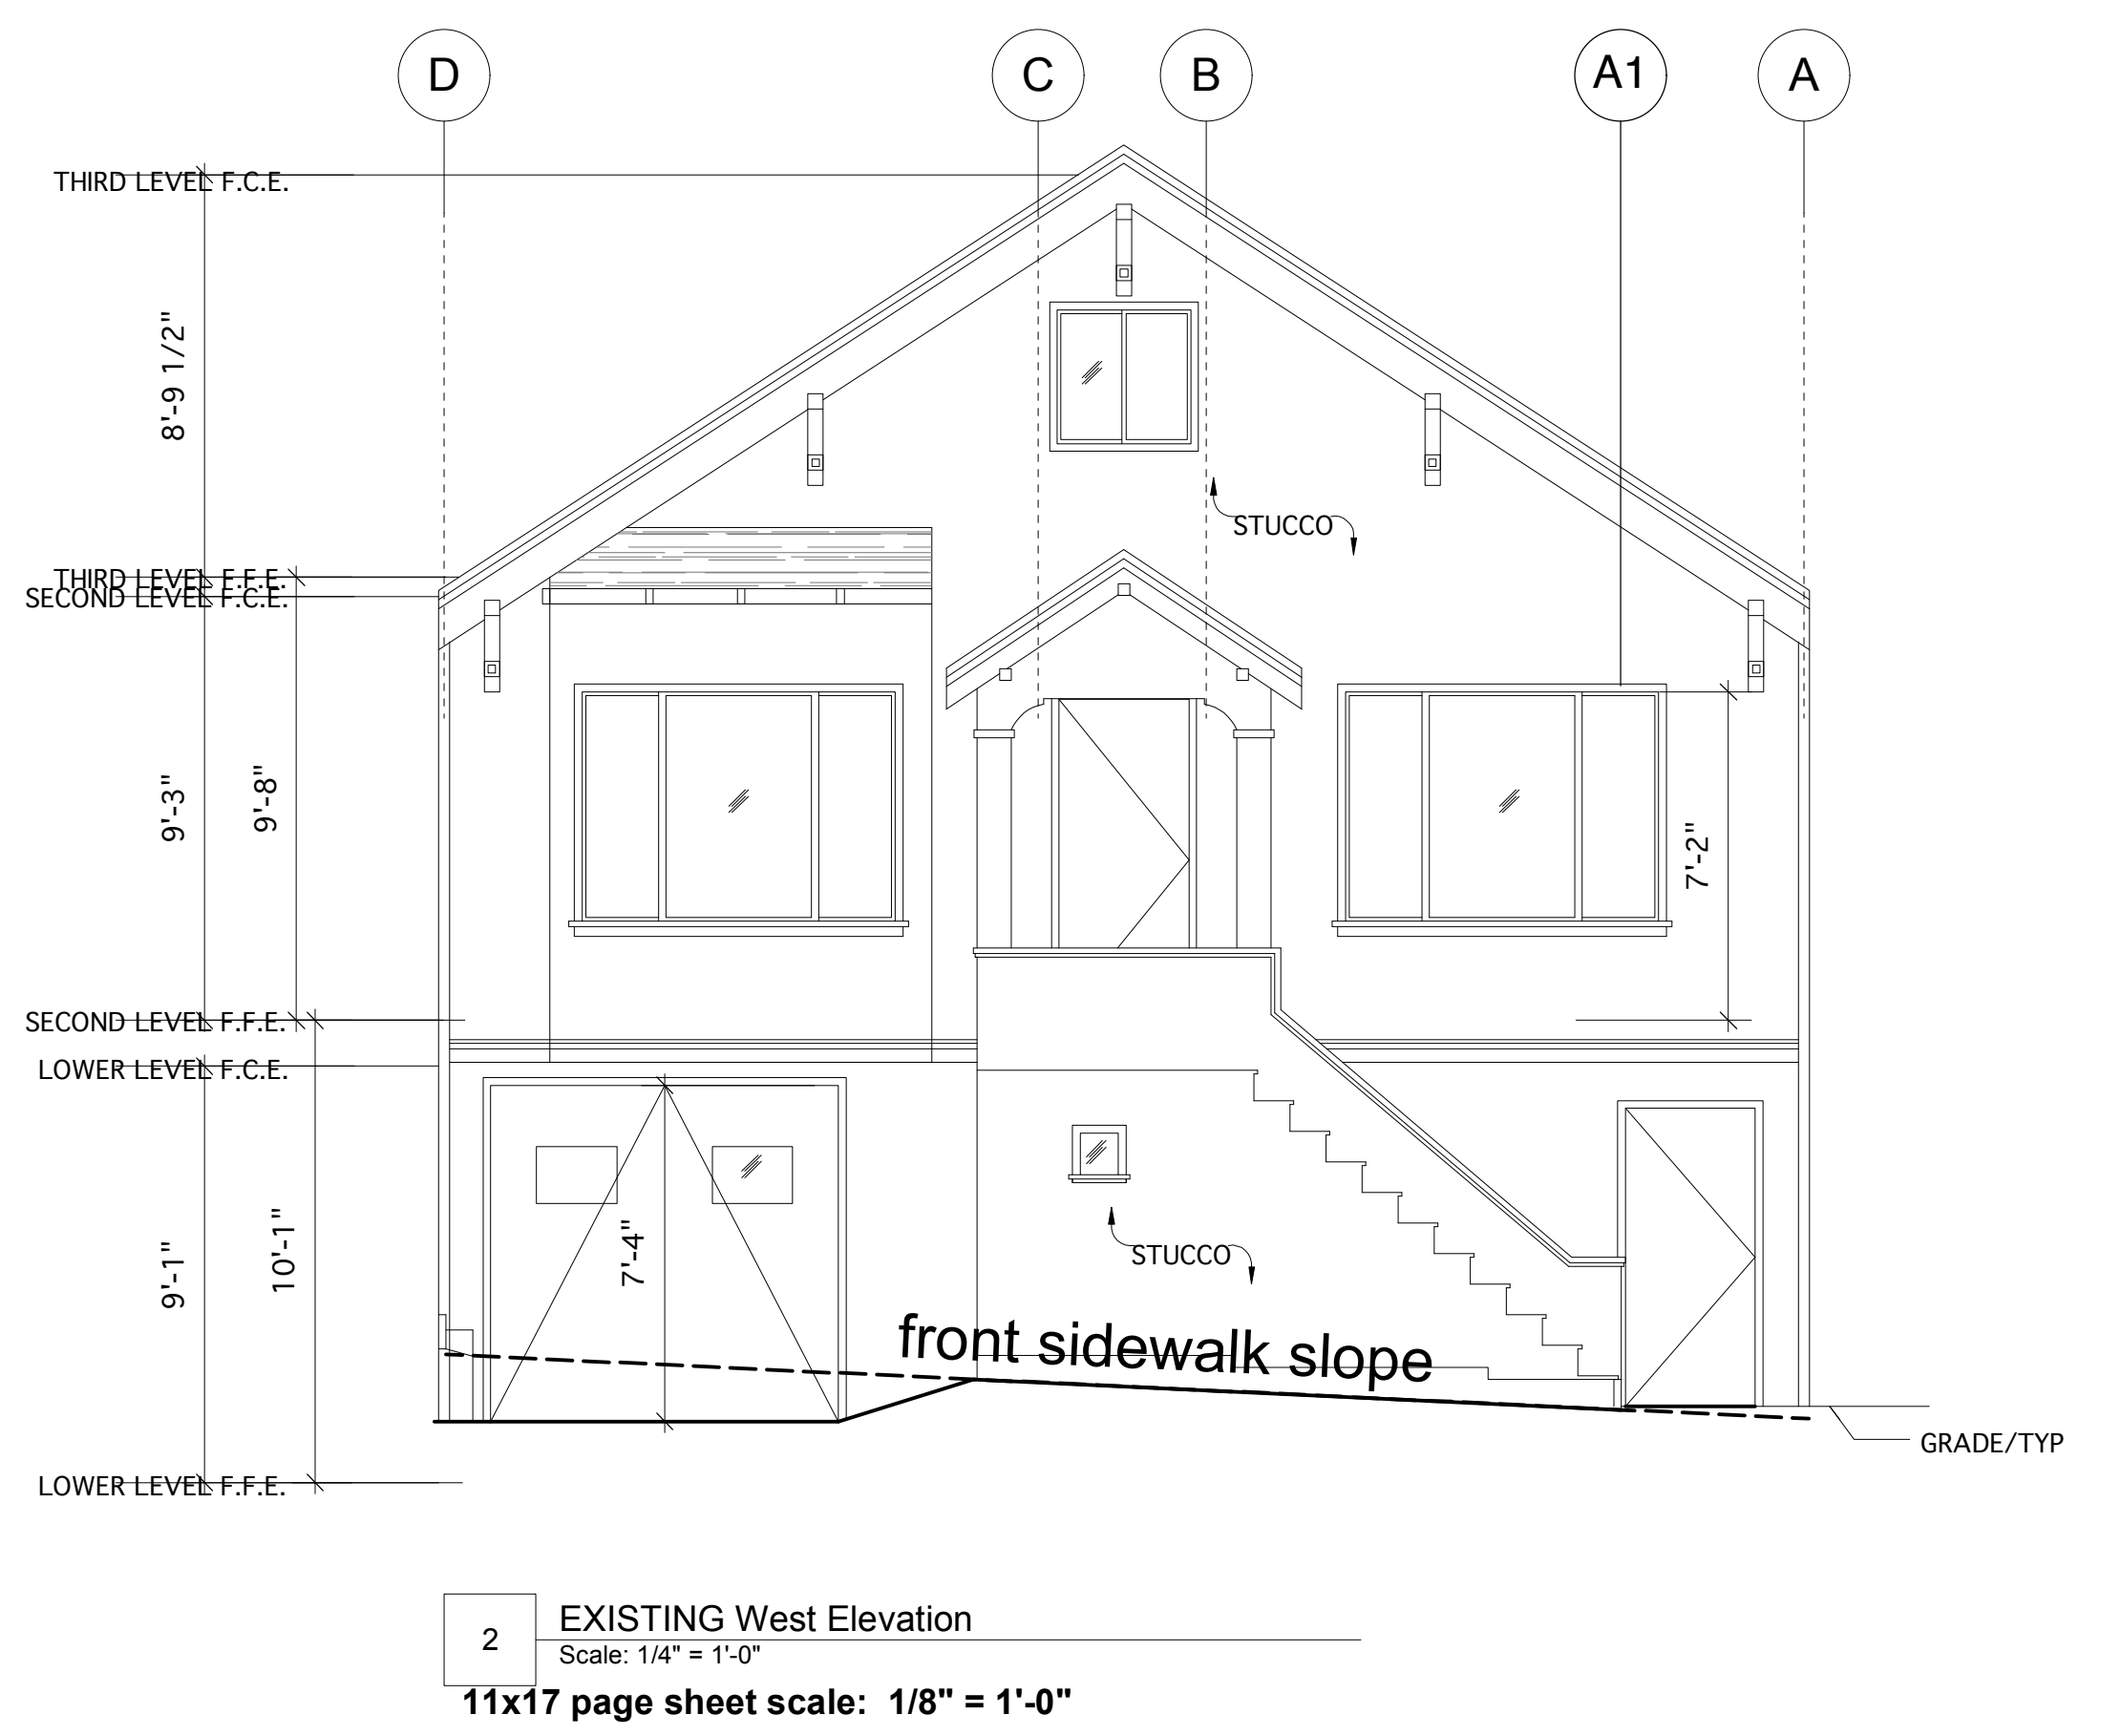 D
C
B
A1
A
THIRD LEVEL F.C.E.
8'-9 1/2"
STUCCO
THIRD LEVEL F.F.E.
SECOND LEVEL F.C.E.
9'-3"
9'-8"
7'-2"
SECOND LEVEL F.F.E.
LOWER LEVEL F.C.E.
9'-1"
10'-1"
7'-4"
STUCCO
front sidewalk slope
GRADE/TYP
LOWER LEVEL F.F.E.
2
EXISTING West Elevation
Scale: 1/4" = 1'-0"
11x17 page sheet scale: 1/8" = 1'-0"